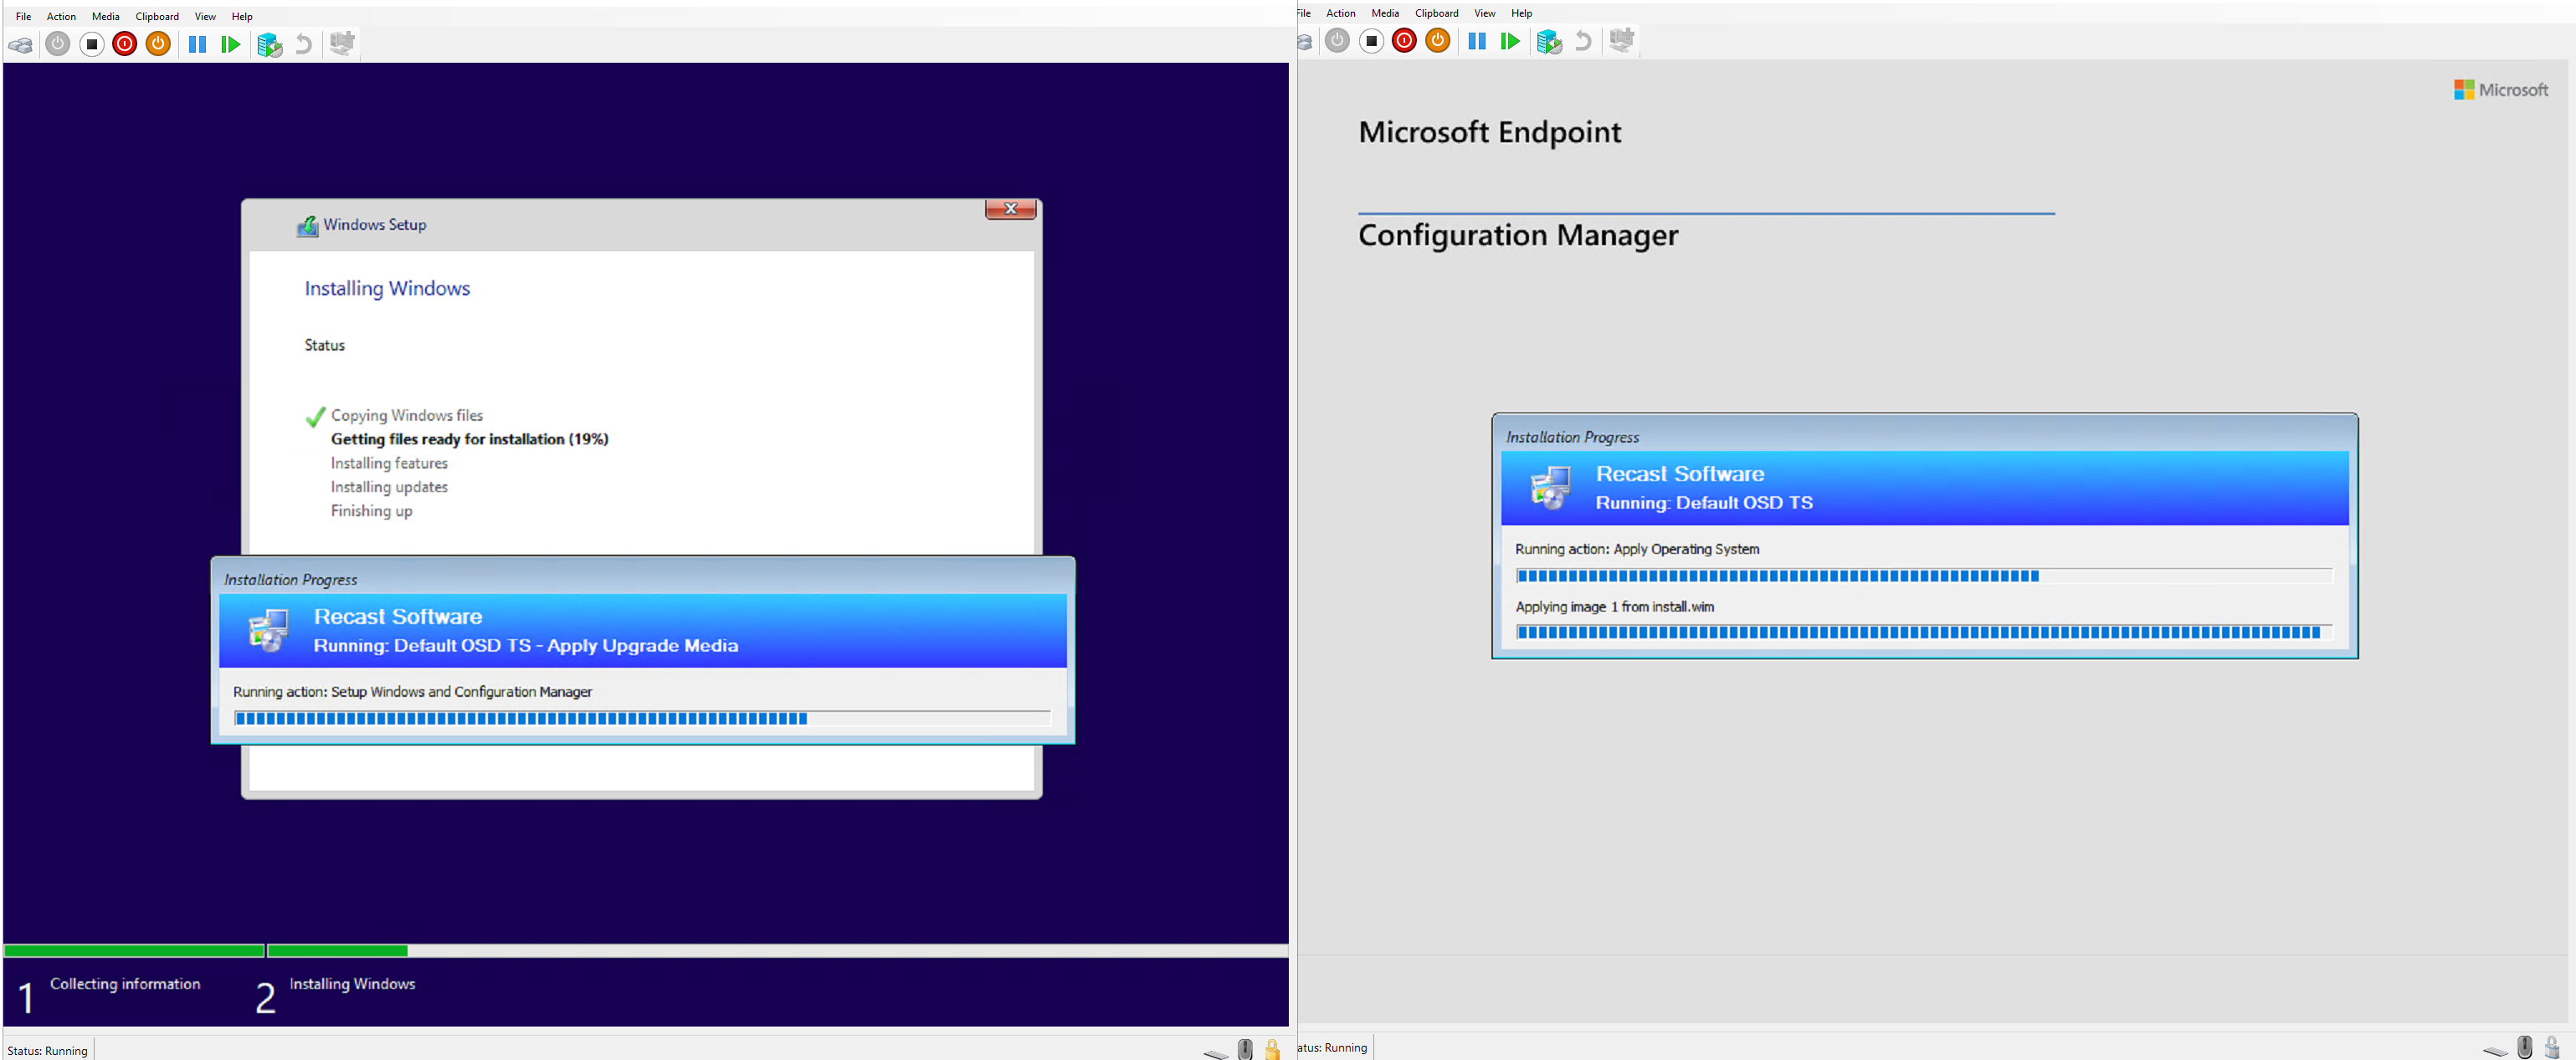 File Action Media Clipboard View Help
Windows Setup
Installing Windows
Status
Copying Windows files
Getting files ready for installation (19%)
Installing features
Installing updates
Finishing up
Installation Progress
Recast Software
Running: Default OSD TS - Apply Upgrade Media
Running action: Setup Windows and Configuration Manager
1 Collecting information 2 Installing Windows
Status: Running
File Action Media Clipboard View Help
Microsoft
Microsoft Endpoint
Configuration Manager
Installation Progress
Recast Software
Running: Default OSD TS
Running action: Apply Operating System
Applying image 1 from install.wim
atus: Running